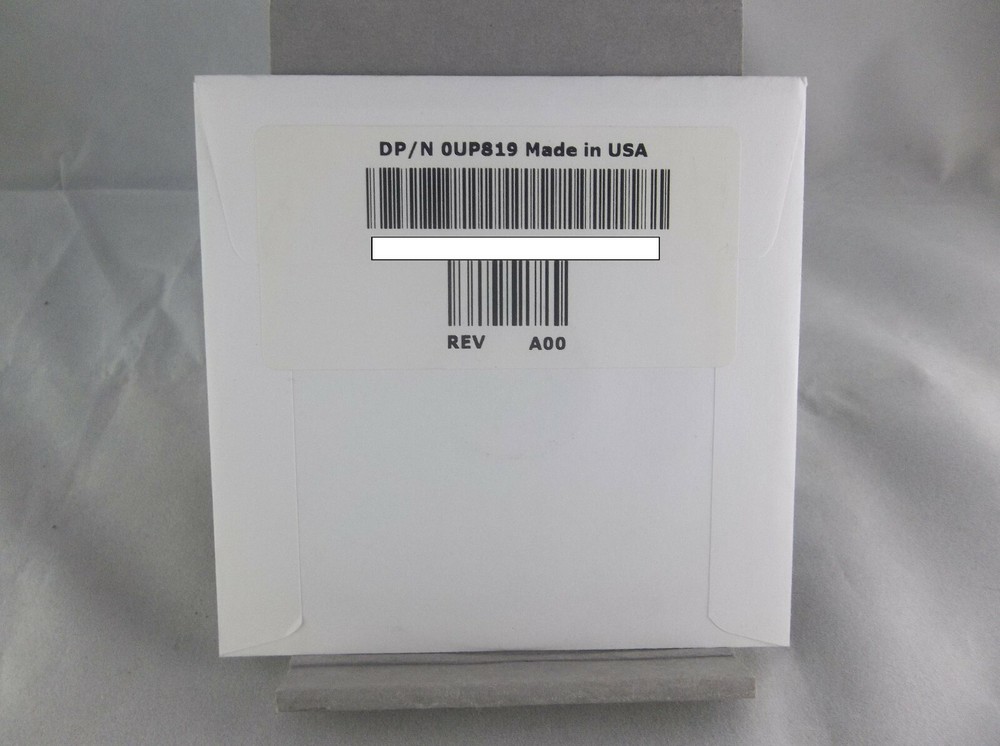 DP/N 0UP819 Made in USA
REV A00